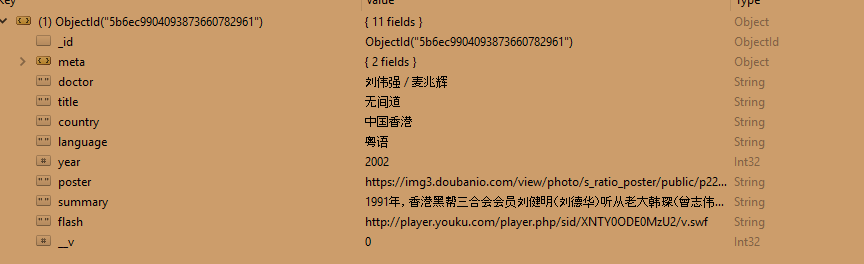 Key Value Type
(1) ObjectId("5b6ec9904093873660782961") { 11 fields } Object
_id ObjectId("5b6ec9904093873660782961") ObjectId
meta { 2 fields } Object
doctor 刘伟强 / 麦兆辉 String
title 无间道 String
country 中国香港 String
language 粤语 String
year 2002 Int32
poster https://img3.doubanio.com/view/photo/s_ratio_poster/public/p22... String
summary 1991年，香港黑帮三合会会员刘健明（刘德华）听从老大韩琛（曾志伟... String
flash http://player.youku.com/player.php/sid/XNTY0ODE0MzU2/v.swf String
__v 0 Int32